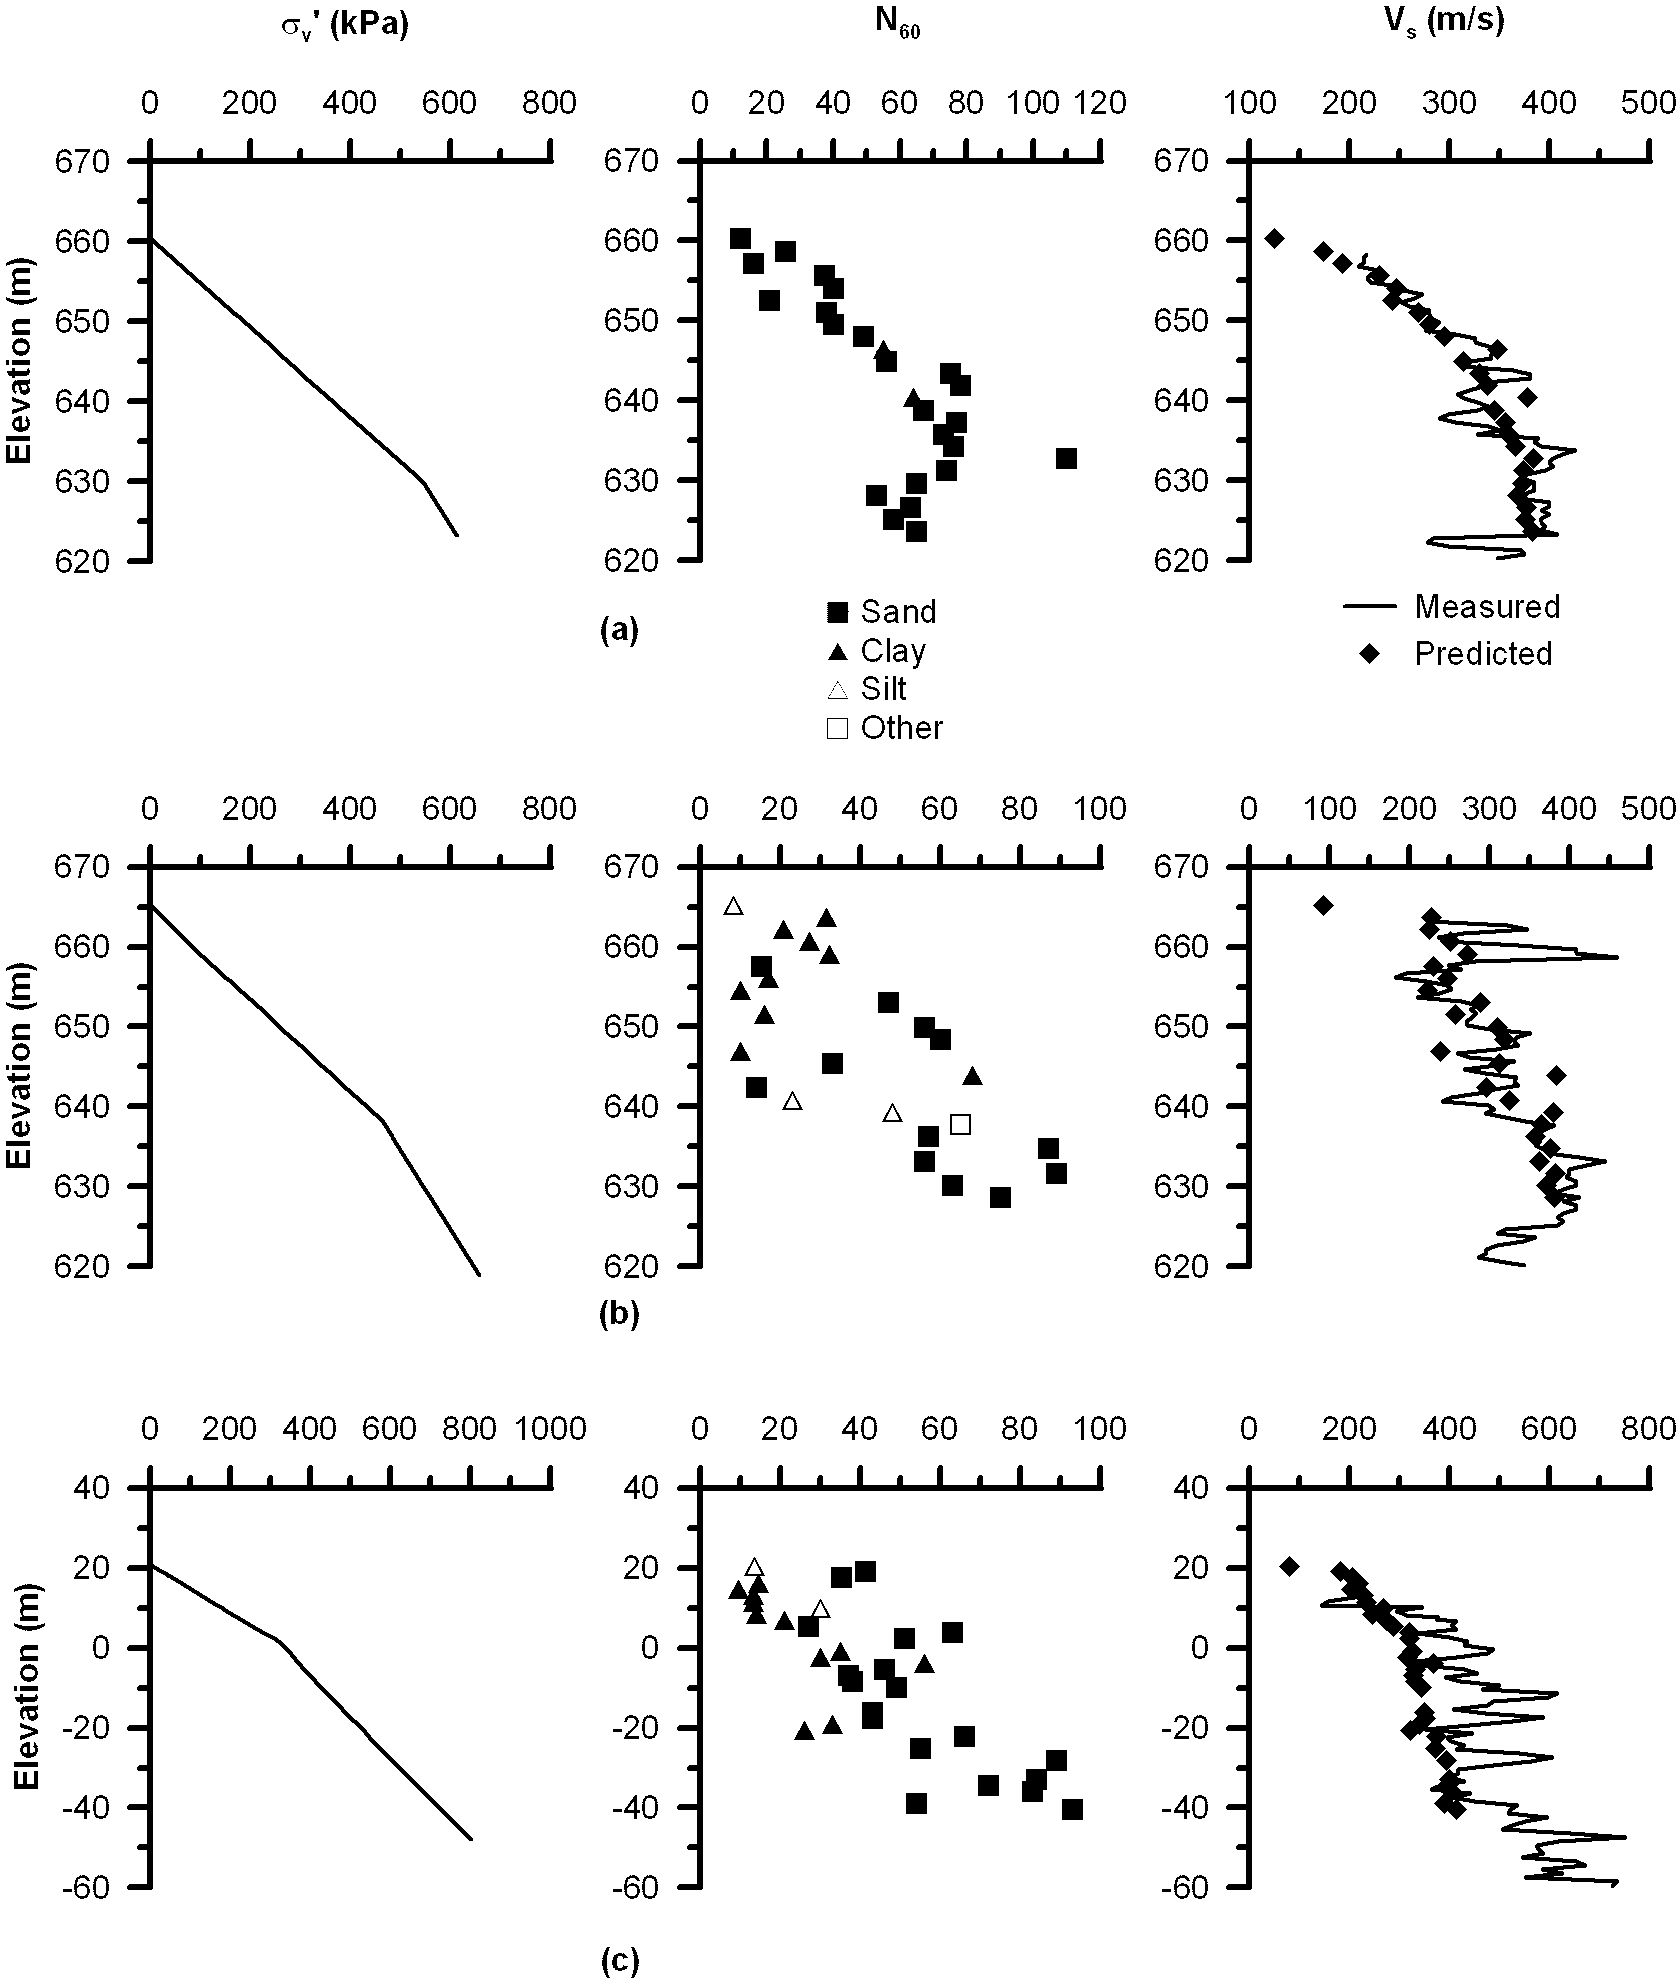 σv' (kPa) N60 Vs (m/s)
0 200 400 600 800 0 20 40 60 80 100 120 100 200 300 400 500
670 670 670
660 660 660
650 650 650
640 640 640
630 630 630
620 620 620
Elevation (m)
(a)
Sand
Clay
Silt
Other
Measured
Predicted
0 200 400 600 800 0 20 40 60 80 100 0 100 200 300 400 500
670 670 670
660 660 660
650 650 650
640 640 640
630 630 630
620 620 620
Elevation (m)
(b)
0 200 400 600 800 1000 0 20 40 60 80 100 0 200 400 600 800
40 40 40
20 20 20
0 0 0
-20 -20 -20
-40 -40 -40
-60 -60 -60
Elevation (m)
(c)